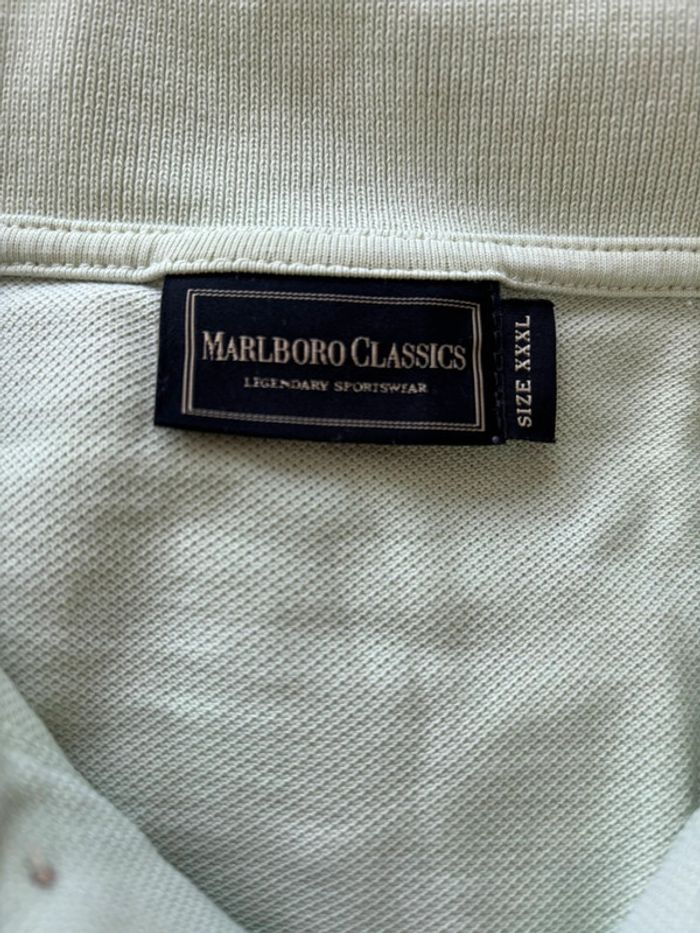 MARLBORO CLASSICS
LEGENDARY SPORTSWEAR
SIZE XXXL